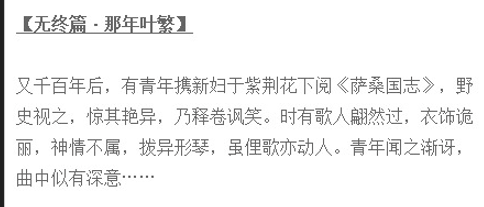 【无终篇·那年叶繁】
又千百年后，有青年携新妇于紫荆花下阅《萨桑国志》，野
史视之，惊其艳异，乃释卷讽笑。时有歌人翩然过，衣饰诡
丽，神情不属，拨异形琴，虽俚歌亦动人。青年闻之渐讶，
曲中似有深意……